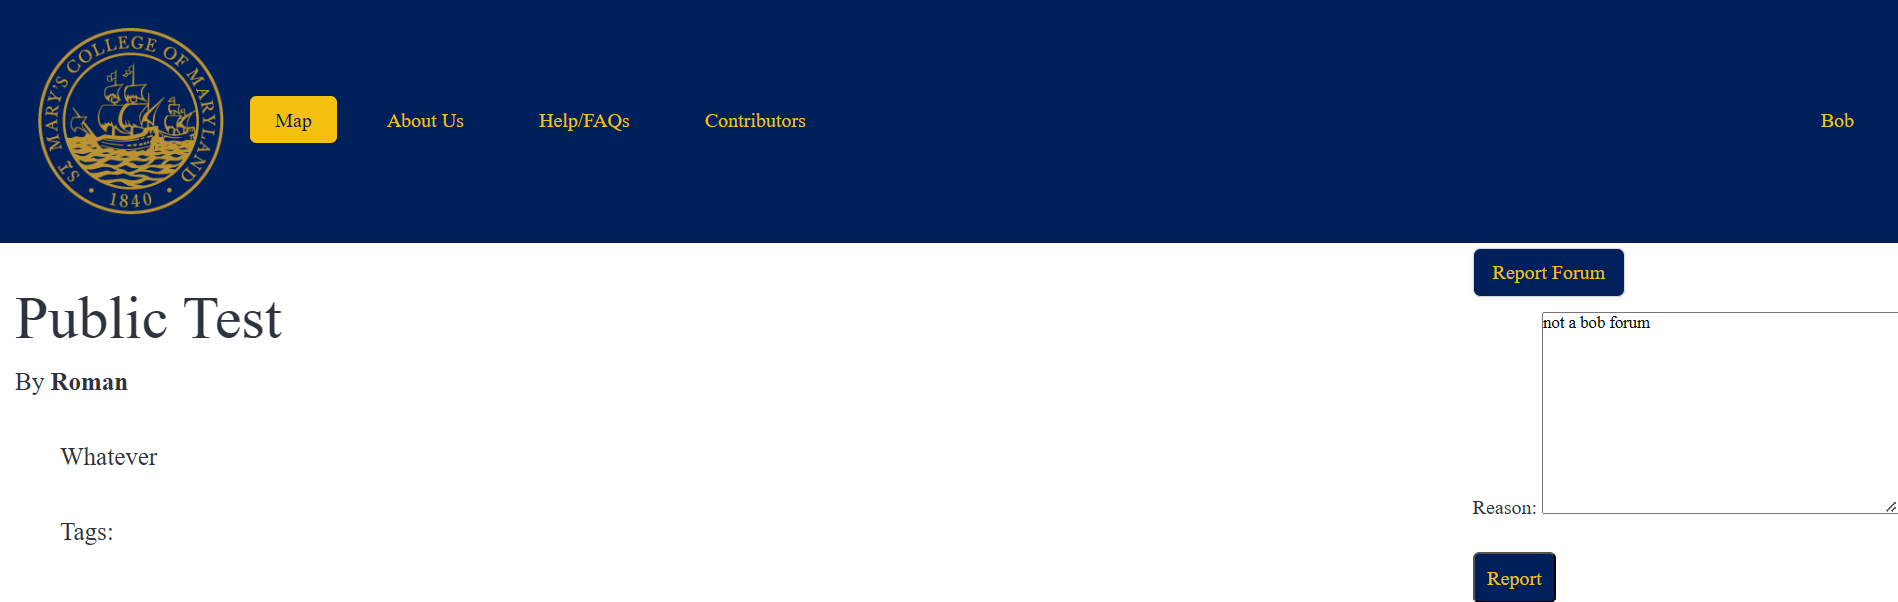 ST MARY'S COLLEGE OF MARYLAND
• 1840 •
Map
About Us
Help/FAQs
Contributors
Bob
Public Test
By Roman
Whatever
Tags:
Report Forum
not a bob forum
Reason:
Report